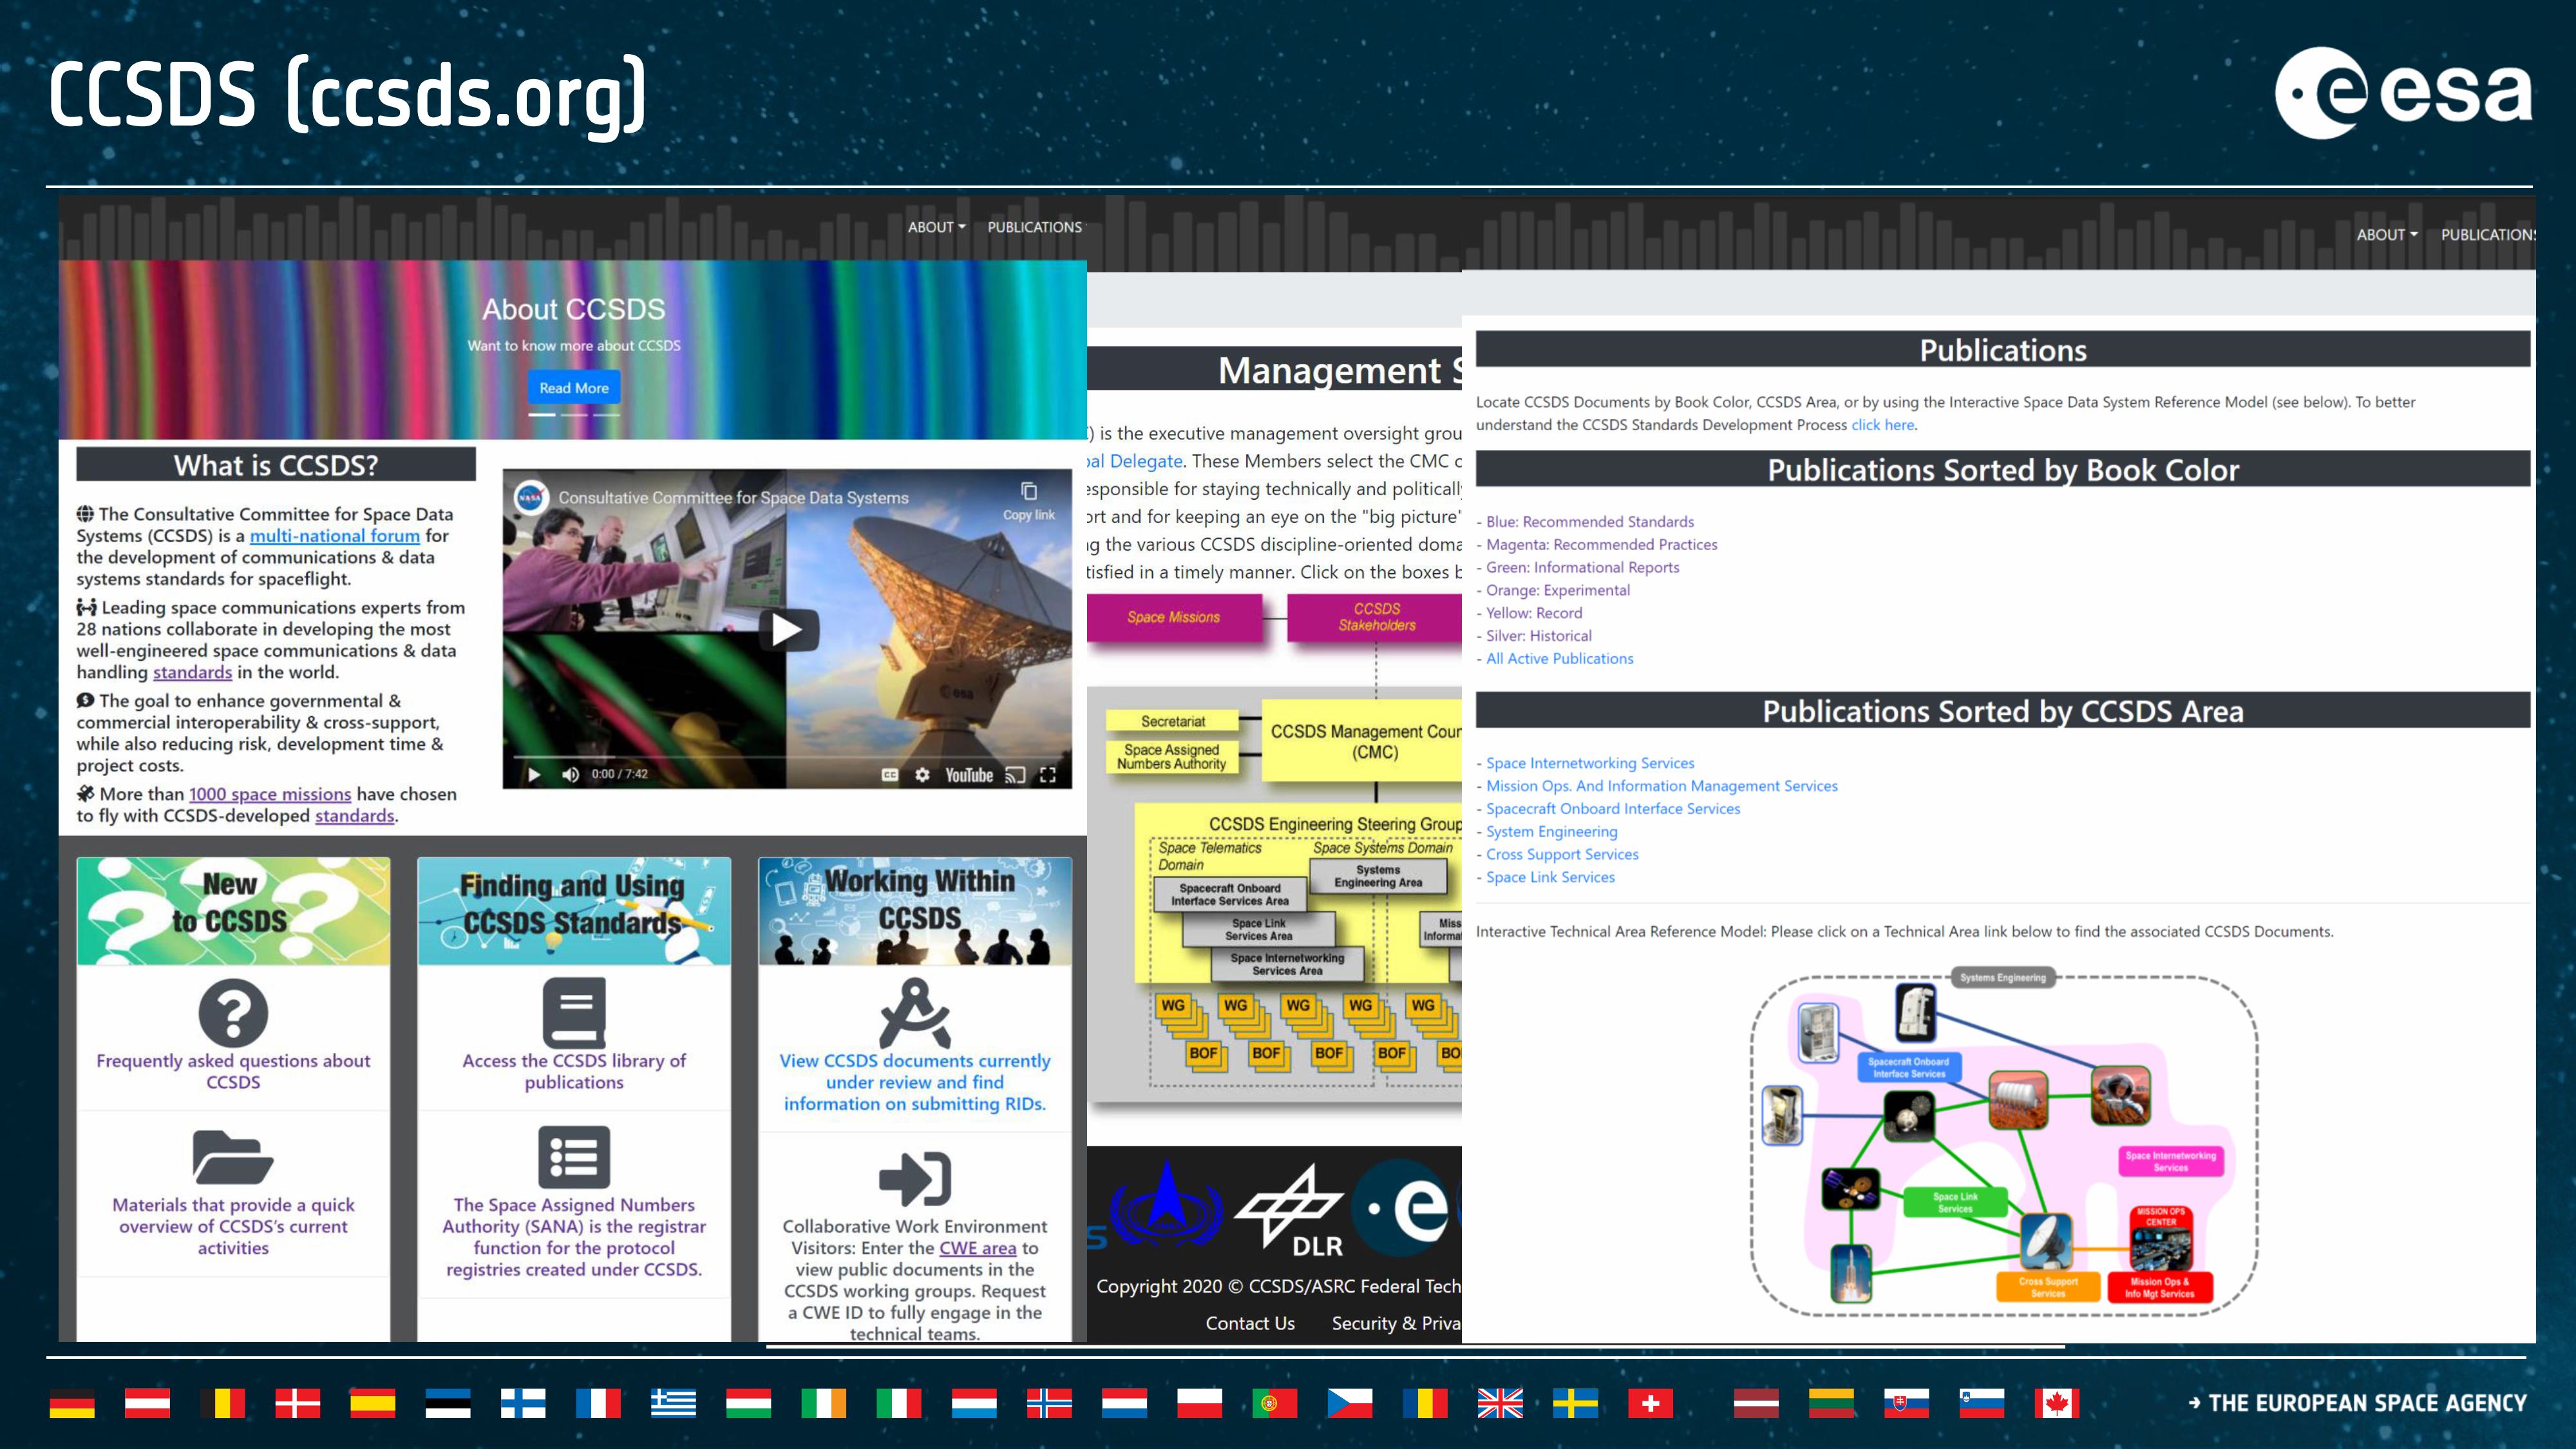 CCSDS (ccsds.org)
esa
ABOUT
PUBLICATIONS
About CCSDS
Want to know more about CCSDS
Read More
What is CCSDS?
The Consultative Committee for Space Data
Systems (CCSDS) is a multi-national forum for
the development of communications & data
systems standards for spaceflight.
Leading space communications experts from
28 nations collaborate in developing the most
well-engineered space communications & data
handling standards in the world.
The goal to enhance governmental &
commercial interoperability & cross-support,
while also reducing risk, development time &
project costs.
More than 1000 space missions have chosen
to fly with CCSDS-developed standards.
NASA
Consultative Committee for Space Data Systems
Copy link
esa
0:00 / 7:42
CC
YouTube
New
to CCSDS
Frequently asked questions about
CCSDS
Materials that provide a quick
overview of CCSDS's current
activities
Finding and Using
CCSDS Standards
Access the CCSDS library of
publications
The Space Assigned Numbers
Authority (SANA) is the registrar
function for the protocol
registries created under CCSDS.
Working Within
CCSDS
View CCSDS documents currently
under review and find
information on submitting RIDs.
Collaborative Work Environment
Visitors: Enter the CWE area to
view public documents in the
CCSDS working groups. Request
a CWE ID to fully engage in the
technical teams.
Management S
) is the executive management oversight grou
al Delegate. These Members select the CMC c
esponsible for staying technically and politicall
ort and for keeping an eye on the "big picture"
g the various CCSDS discipline-oriented doma
tisfied in a timely manner. Click on the boxes b
Space Missions
CCSDS
Stakeholders
Secretariat
Space Assigned
Numbers Authority
CCSDS Management Coun
(CMC)
CCSDS Engineering Steering Group
Space Telematics
Domain
Space Systems Domain
Systems
Engineering Area
Spacecraft Onboard
Interface Services Area
Space Link
Services Area
Miss
Informa
Space Internetworking
Services Area
WG WG WG WG WG
BOF BOF BOF BOF BO
S
DLR
e
Copyright 2020 © CCSDS/ASRC Federal Tech
Contact Us Security & Priva
ABOUT
PUBLICATIONS
Publications
Locate CCSDS Documents by Book Color, CCSDS Area, or by using the Interactive Space Data System Reference Model (see below). To better
understand the CCSDS Standards Development Process click here.
Publications Sorted by Book Color
- Blue: Recommended Standards
- Magenta: Recommended Practices
- Green: Informational Reports
- Orange: Experimental
- Yellow: Record
- Silver: Historical
- All Active Publications
Publications Sorted by CCSDS Area
- Space Internetworking Services
- Mission Ops. And Information Management Services
- Spacecraft Onboard Interface Services
- System Engineering
- Cross Support Services
- Space Link Services
Interactive Technical Area Reference Model: Please click on a Technical Area link below to find the associated CCSDS Documents.
Systems Engineering
Spacecraft Onboard
Interface Services
Space Internetworking
Services
Space Link
Services
MISSION OPS
CENTER
Cross Support
Services
Mission Ops &
Info Mgt Services
→ THE EUROPEAN SPACE AGENCY